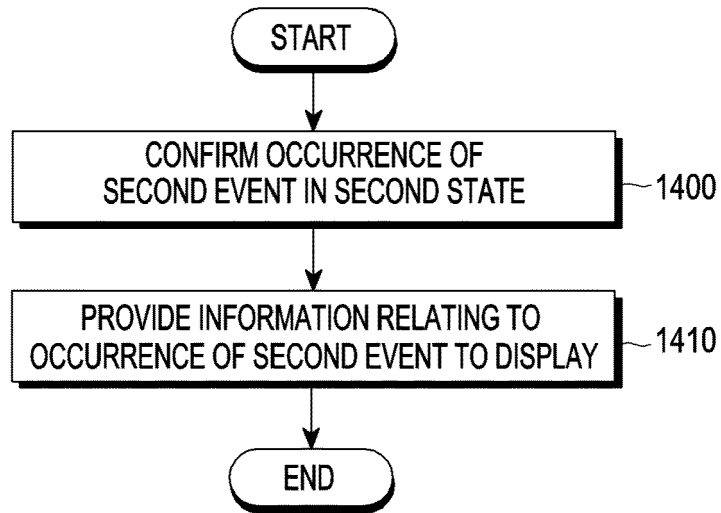 START
CONFIRM OCCURRENCE OF
SECOND EVENT IN SECOND STATE
1400
PROVIDE INFORMATION RELATING TO
OCCURRENCE OF SECOND EVENT TO DISPLAY
1410
END